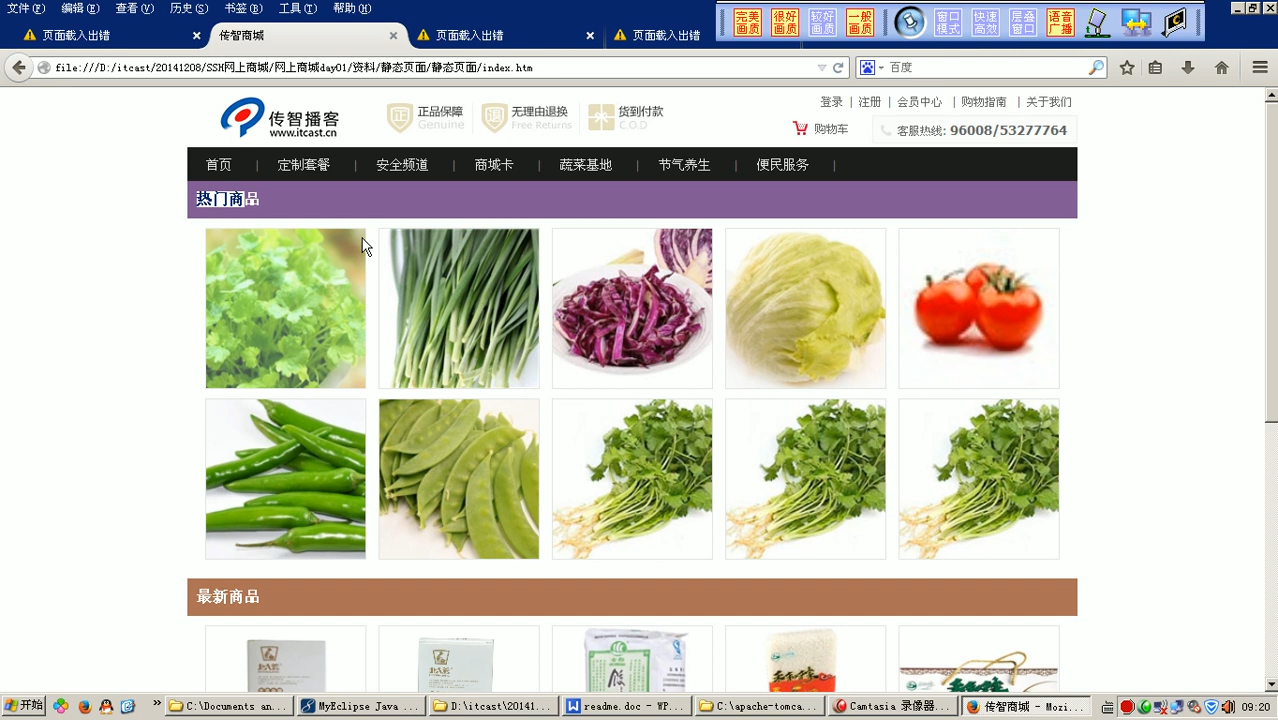 文件(F) 编辑(E) 查看(V) 历史(S) 书签(B) 工具(T) 帮助(H)
完美画质 很好画质 较好画质 一般画质 窗口模式 快速高效 层叠窗口 语音广播
页面载入出错 × 传智商城 × 页面载入出错 × 页面载入出错
file:///D:/itcast/20141208/SSH网上商城/网上商城day01/资料/静态页面/静态页面/index.htm
百度
传智播客
www.itcast.cn
正 正品保障
Genuine
退 无理由退换
Free Returns
货到付款
C.O.D
登录 | 注册 | 会员中心 | 购物指南 | 关于我们
购物车
客服热线: 96008/53277764
首页 | 定制套餐 | 安全频道 | 商城卡 | 蔬菜基地 | 节气养生 | 便民服务 |
热门商品
最新商品
开始 » C:\Documents an... MyEclipse Java ... D:\itcast\20141... readme.doc - WP... C:\apache-tomca... Camtasia 录像器... 传智商城 - Mozi... 09:20